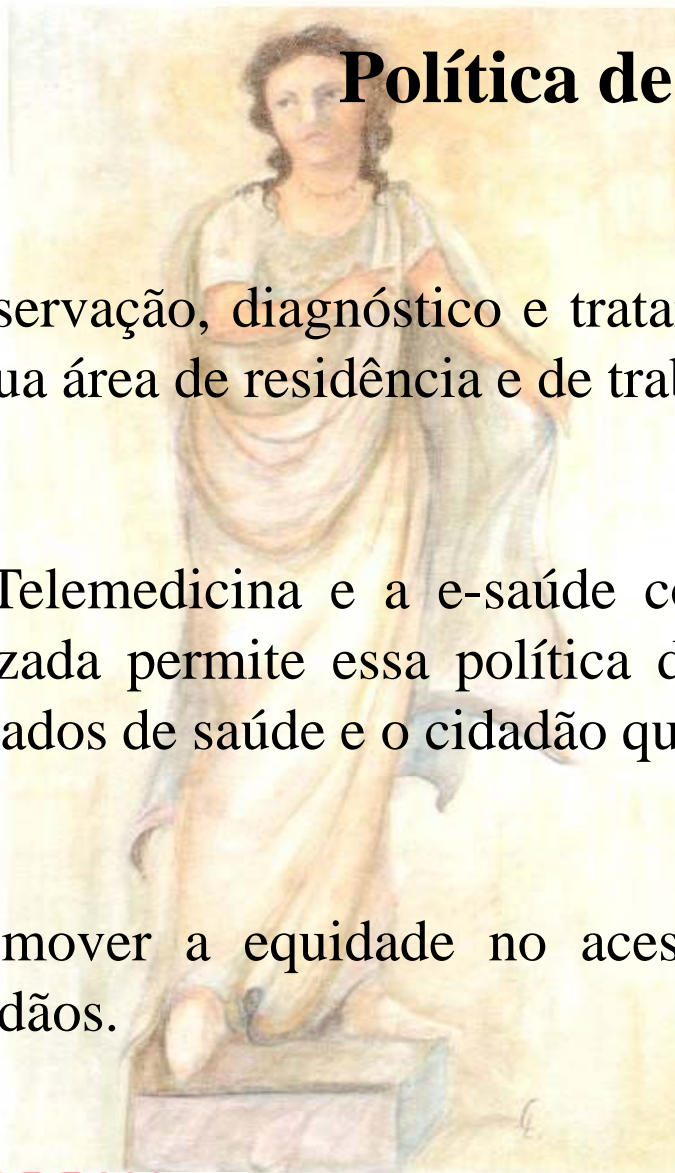 Política de
servação, diagnóstico e trata
ua área de residência e de trab
Telemedicina e a e-saúde co
zada permite essa política d
ados de saúde e o cidadão qu
mover a equidade no aces
dãos.